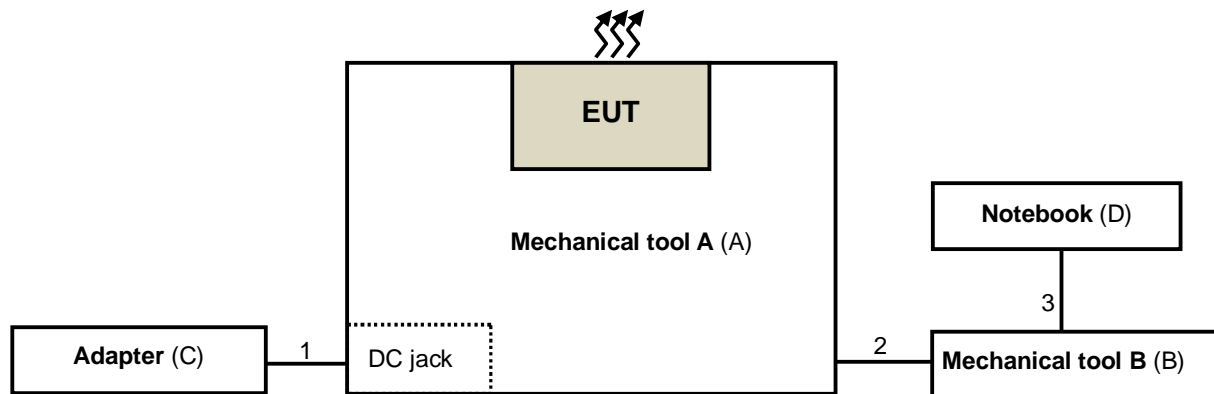 EUT
Notebook (D)
Mechanical tool A (A)
3
Adapter (C)
1
DC jack
2
Mechanical tool B (B)